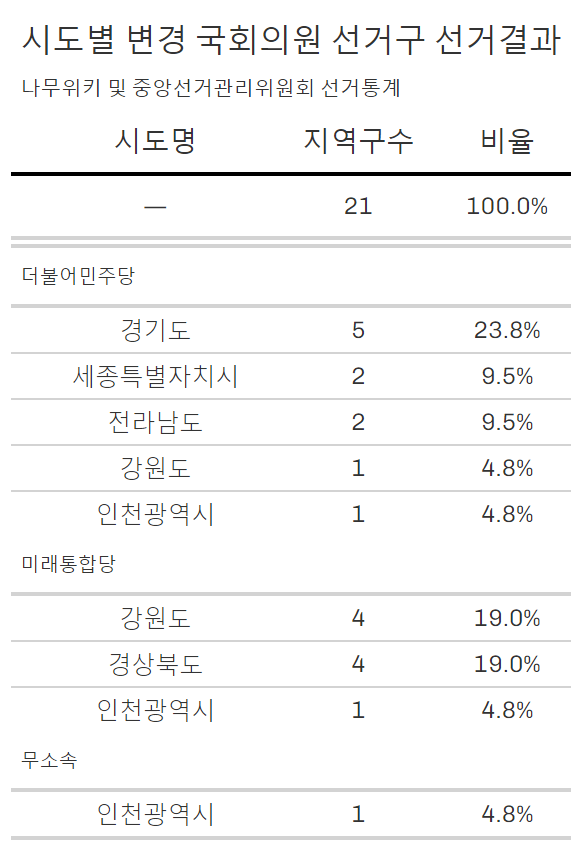 시도별 변경 국회의원 선거구 선거결과
나무위키 및 중앙선거관리위원회 선거통계
시도명 지역구수 비율
— 21 100.0%
더불어민주당
경기도 5 23.8%
세종특별자치시 2 9.5%
전라남도 2 9.5%
강원도 1 4.8%
인천광역시 1 4.8%
미래통합당
강원도 4 19.0%
경상북도 4 19.0%
인천광역시 1 4.8%
무소속
인천광역시 1 4.8%